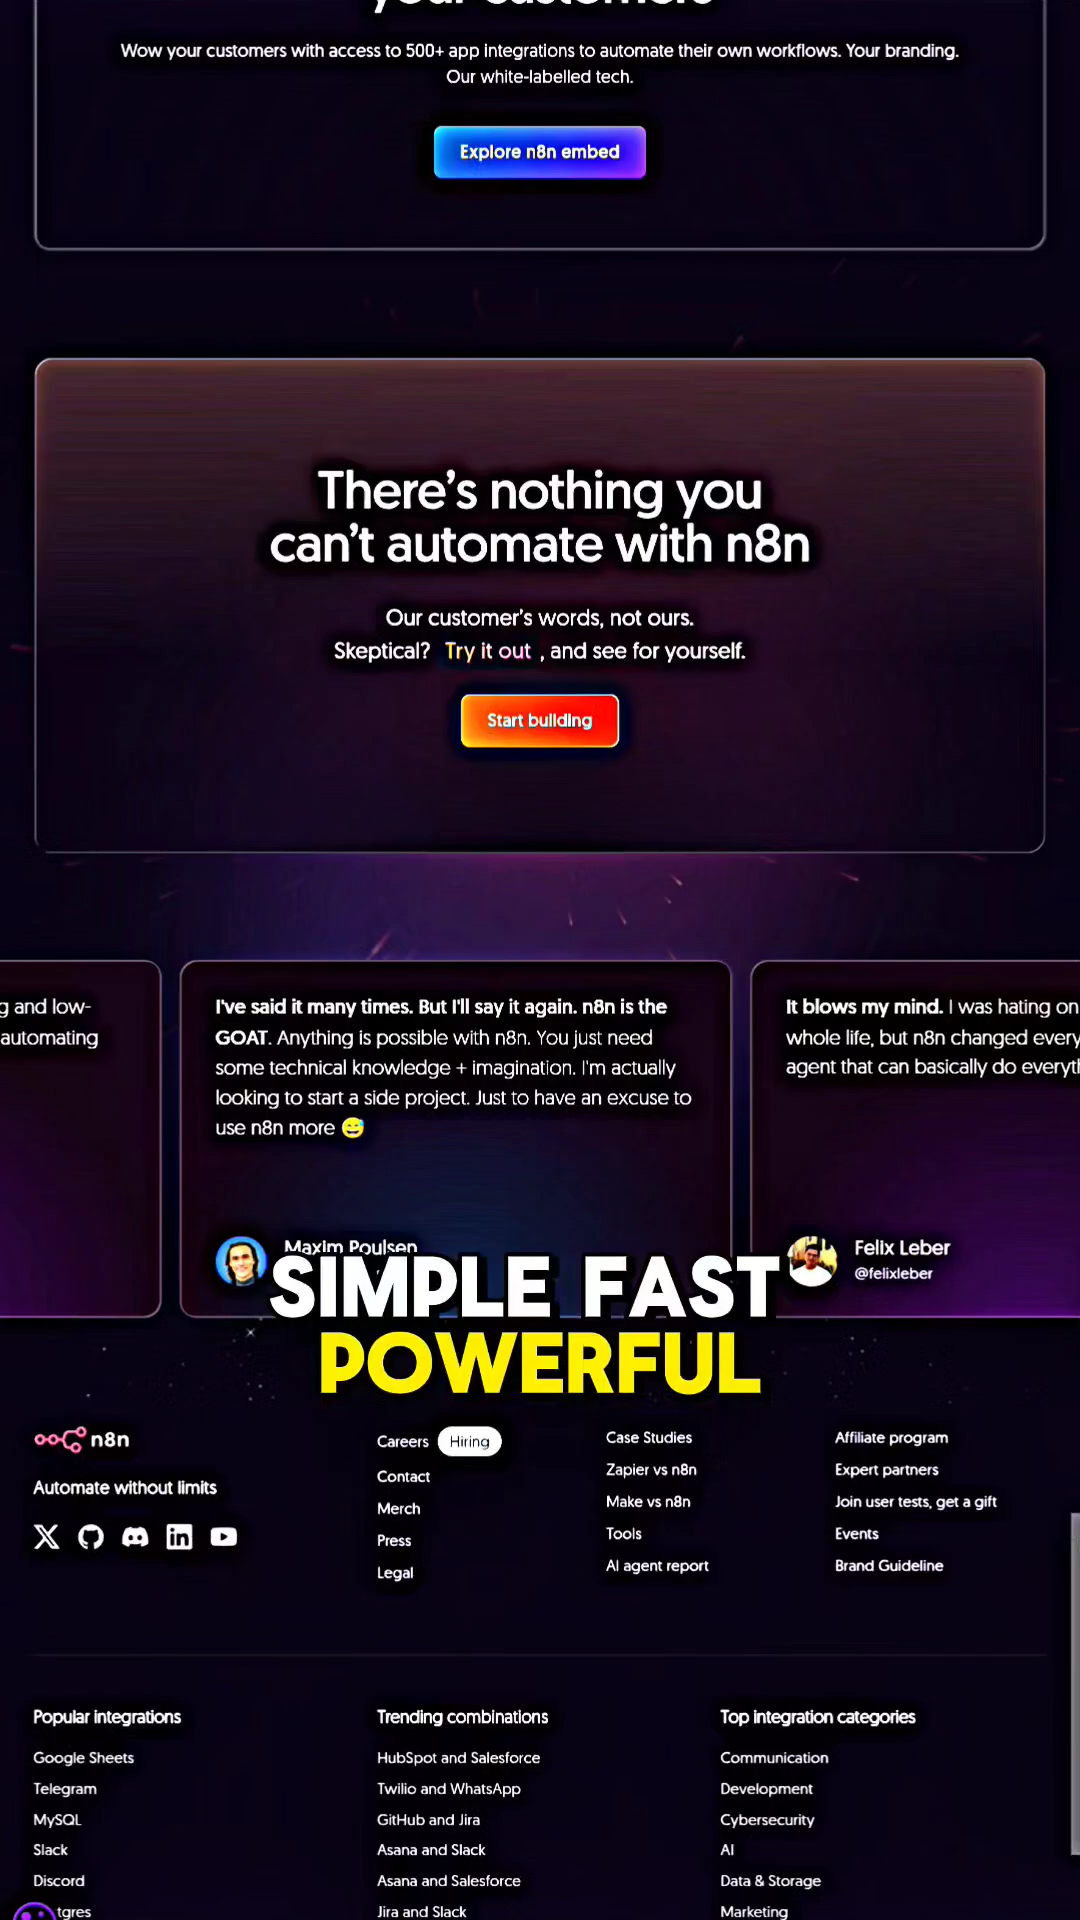 your customers
Wow your customers with access to 500+ app integrations to automate their own workflows. Your branding.
Our white-labelled tech.
Explore n8n embed
There's nothing you
can't automate with n8n
Our customer's words, not ours.
Skeptical? Try it out , and see for yourself.
Start building
g and low-
automating
I've said it many times. But I'll say it again. n8n is the
GOAT. Anything is possible with n8n. You just need
some technical knowledge + imagination. I'm actually
looking to start a side project. Just to have an excuse to
use n8n more 😅
Maxim Poulsen
It blows my mind. I was hating on
whole life, but n8n changed every
agent that can basically do everyth
Felix Leber
@felixleber
SIMPLE FAST
POWERFUL
n8n
Automate without limits
Careers Hiring
Contact
Merch
Press
Legal
Case Studies
Zapier vs n8n
Make vs n8n
Tools
AI agent report
Affiliate program
Expert partners
Join user tests, get a gift
Events
Brand Guideline
Popular integrations
Google Sheets
Telegram
MySQL
Slack
Discord
tgres
Trending combinations
HubSpot and Salesforce
Twilio and WhatsApp
GitHub and Jira
Asana and Slack
Asana and Salesforce
Jira and Slack
Top integration categories
Communication
Development
Cybersecurity
AI
Data & Storage
Marketing